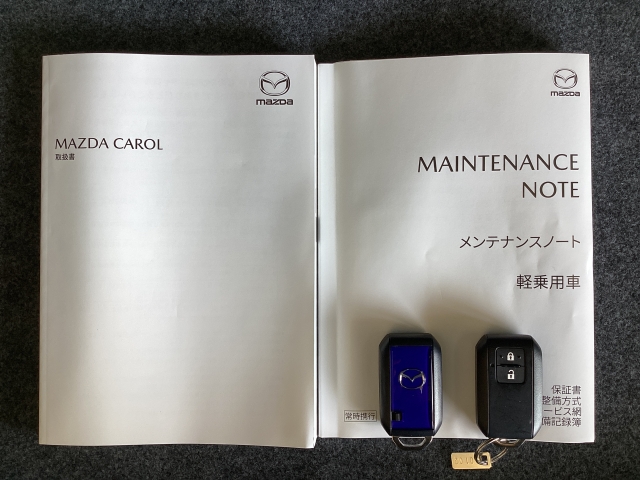 mazda
MAZDA CAROL
取扱書
mazda
MAINTENANCE
NOTE
メンテナンスノート
軽乗用車
常時携行
保証書
整備方式
ービス網
備記録簿